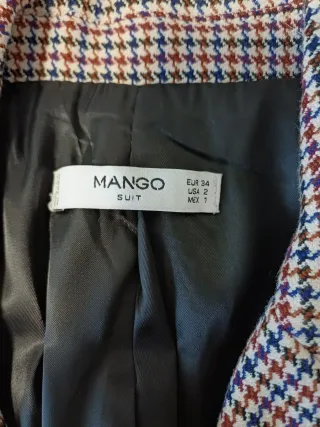 MANGO
SUIT
EUR 34
USA 2
MEX 1